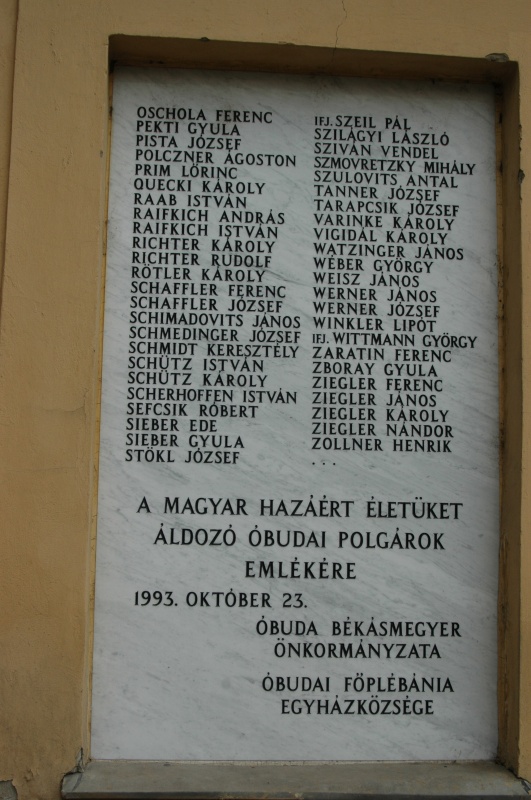 OSCHOLA FERENC
PEKTI GYULA
PISTA JÓZSEF
POLCZNER ÁGOSTON
PRIM LŐRINC
QUECKI KÁROLY
RAAB ISTVÁN
RAIFKICH ANDRÁS
RAIFKICH ISTVÁN
RICHTER KÁROLY
RICHTER RUDOLF
RÖTLER KÁROLY
SCHAFFLER FERENC
SCHAFFLER JÓZSEF
SCHIMADOVITS JÁNOS
SCHMEDINGER JÓZSEF
SCHMIDT KERESZTÉLY
SCHÜTZ ISTVÁN
SCHÜTZ KÁROLY
SCHERHOFFEN ISTVÁN
SEFCSIK RÓBERT
SIEBER EDE
SIEBER GYULA
STÖKL JÓZSEF
IFJ. SZEIL PÁL
SZILÁGYI LÁSZLÓ
SZIVÁN VENDEL
SZMOVRETZKY MIHÁLY
SZULOVITS ANTAL
TANNER JÓZSEF
TARAPCSIK JÓZSEF
VARINKE KÁROLY
VIGIDÁL KÁROLY
WATZINGER JÁNOS
WÉBER GYÖRGY
WEISZ JÁNOS
WERNER JÁNOS
WERNER JÓZSEF
WINKLER LIPÓT
IFJ. WITTMANN GYÖRGY
ZARATIN FERENC
ZBORAY GYULA
ZIEGLER FERENC
ZIEGLER JÁNOS
ZIEGLER KÁROLY
ZIEGLER NÁNDOR
ZOLLNER HENRIK
...
A MAGYAR HAZÁÉRT ÉLETÜKET
ÁLDOZÓ ÓBUDAI POLGÁROK
EMLÉKÉRE
1993. OKTÓBER 23.
ÓBUDA BÉKÁSMEGYER
ÖNKORMÁNYZATA
ÓBUDAI FŐPLÉBÁNIA
EGYHÁZKÖZSÉGE